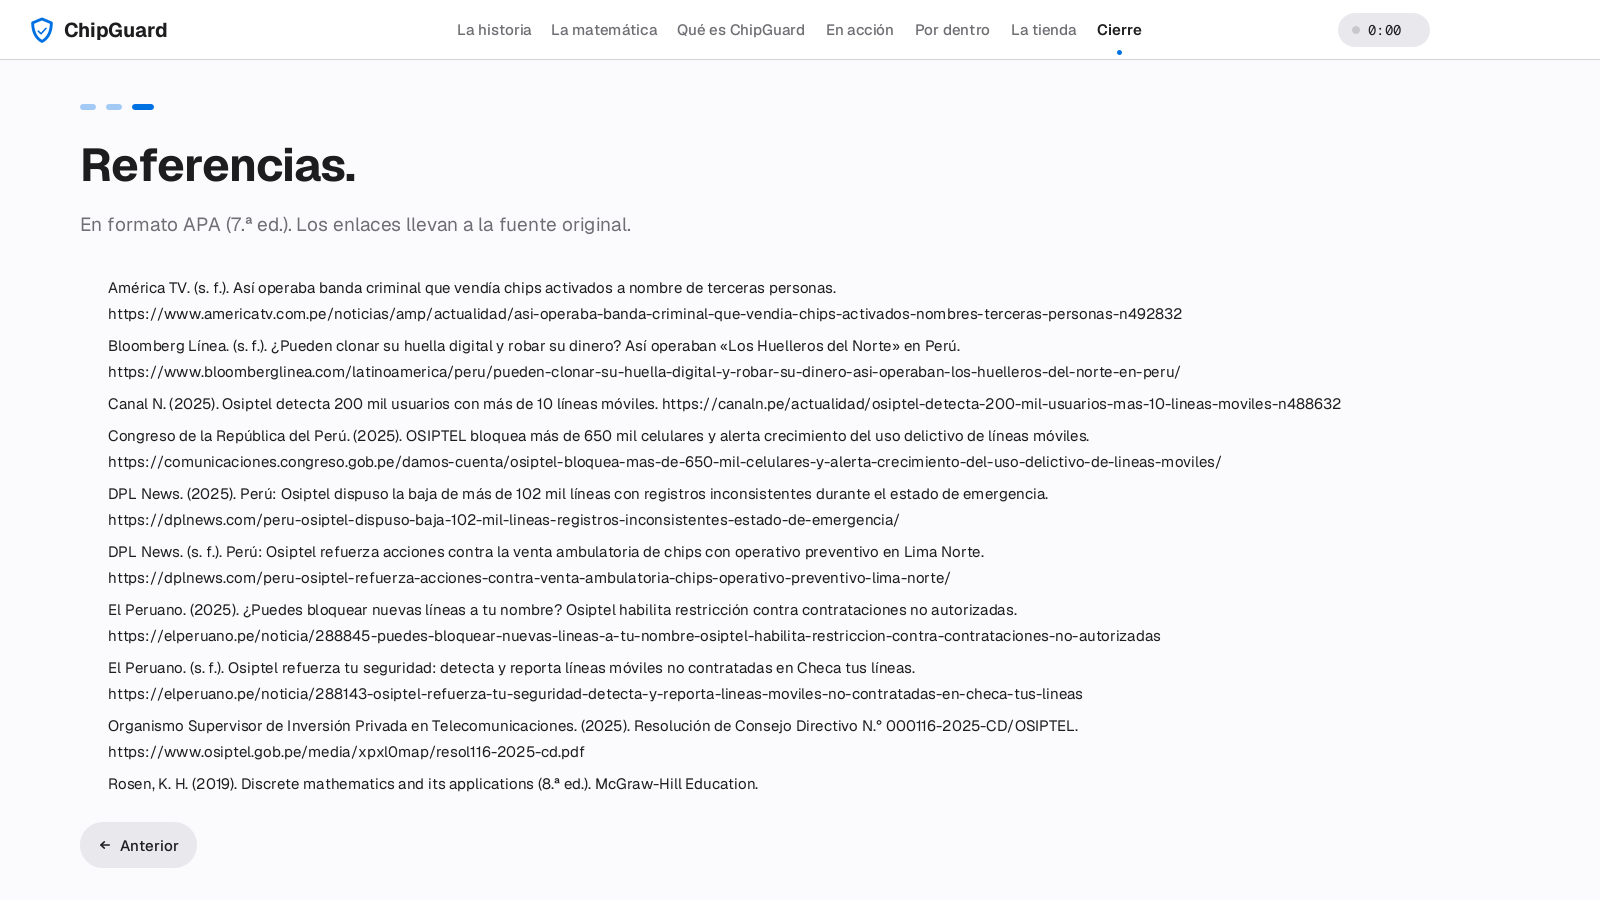 ChipGuard
La historia
La matemática
Qué es ChipGuard
En acción
Por dentro
La tienda
Cierre
0:00
Referencias.
En formato APA (7.ª ed.). Los enlaces llevan a la fuente original.
América TV. (s. f.). Así operaba banda criminal que vendía chips activados a nombre de terceras personas.
https://www.americatv.com.pe/noticias/amp/actualidad/asi-operaba-banda-criminal-que-vendia-chips-activados-nombres-terceras-personas-n492832
Bloomberg Línea. (s. f.). ¿Pueden clonar su huella digital y robar su dinero? Así operaban «Los Huelleros del Norte» en Perú.
https://www.bloomberglinea.com/latinoamerica/peru/pueden-clonar-su-huella-digital-y-robar-su-dinero-asi-operaban-los-huelleros-del-norte-en-peru/
Canal N. (2025). Osiptel detecta 200 mil usuarios con más de 10 líneas móviles. https://canaln.pe/actualidad/osiptel-detecta-200-mil-usuarios-mas-10-lineas-moviles-n488632
Congreso de la República del Perú. (2025). OSIPTEL bloquea más de 650 mil celulares y alerta crecimiento del uso delictivo de líneas móviles.
https://comunicaciones.congreso.gob.pe/damos-cuenta/osiptel-bloquea-mas-de-650-mil-celulares-y-alerta-crecimiento-del-uso-delictivo-de-lineas-moviles/
DPL News. (2025). Perú: Osiptel dispuso la baja de más de 102 mil líneas con registros inconsistentes durante el estado de emergencia.
https://dplnews.com/peru-osiptel-dispuso-baja-102-mil-lineas-registros-inconsistentes-estado-de-emergencia/
DPL News. (s. f.). Perú: Osiptel refuerza acciones contra la venta ambulatoria de chips con operativo preventivo en Lima Norte.
https://dplnews.com/peru-osiptel-refuerza-acciones-contra-venta-ambulatoria-chips-operativo-preventivo-lima-norte/
El Peruano. (2025). ¿Puedes bloquear nuevas líneas a tu nombre? Osiptel habilita restricción contra contrataciones no autorizadas.
https://elperuano.pe/noticia/288845-puedes-bloquear-nuevas-lineas-a-tu-nombre-osiptel-habilita-restriccion-contra-contrataciones-no-autorizadas
El Peruano. (s. f.). Osiptel refuerza tu seguridad: detecta y reporta líneas móviles no contratadas en Checa tus líneas.
https://elperuano.pe/noticia/288143-osiptel-refuerza-tu-seguridad-detecta-y-reporta-lineas-moviles-no-contratadas-en-checa-tus-lineas
Organismo Supervisor de Inversión Privada en Telecomunicaciones. (2025). Resolución de Consejo Directivo N.° 000116-2025-CD/OSIPTEL.
https://www.osiptel.gob.pe/media/xpxl0map/resol116-2025-cd.pdf
Rosen, K. H. (2019). Discrete mathematics and its applications (8.ª ed.). McGraw-Hill Education.
← Anterior